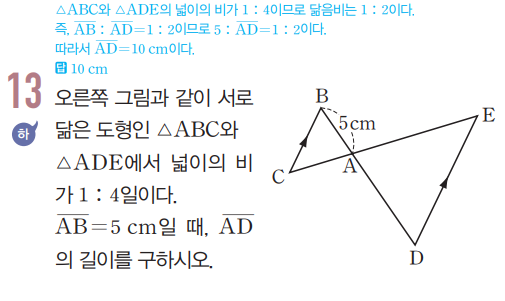 △ABC와 △ADE의 넓이의 비가 1 : 4이므로 닮음비는 1 : 2이다.
즉, AB : AD=1 : 2이므로 5 : AD=1 : 2이다.
따라서 AD=10 cm이다.
답 10 cm
13
하
오른쪽 그림과 같이 서로
닮은 도형인 △ABC와
△ADE에서 넓이의 비
가 1 : 4일이다.
AB=5 cm일 때, AD
의 길이를 구하시오.
B
5cm
E
A
C
D